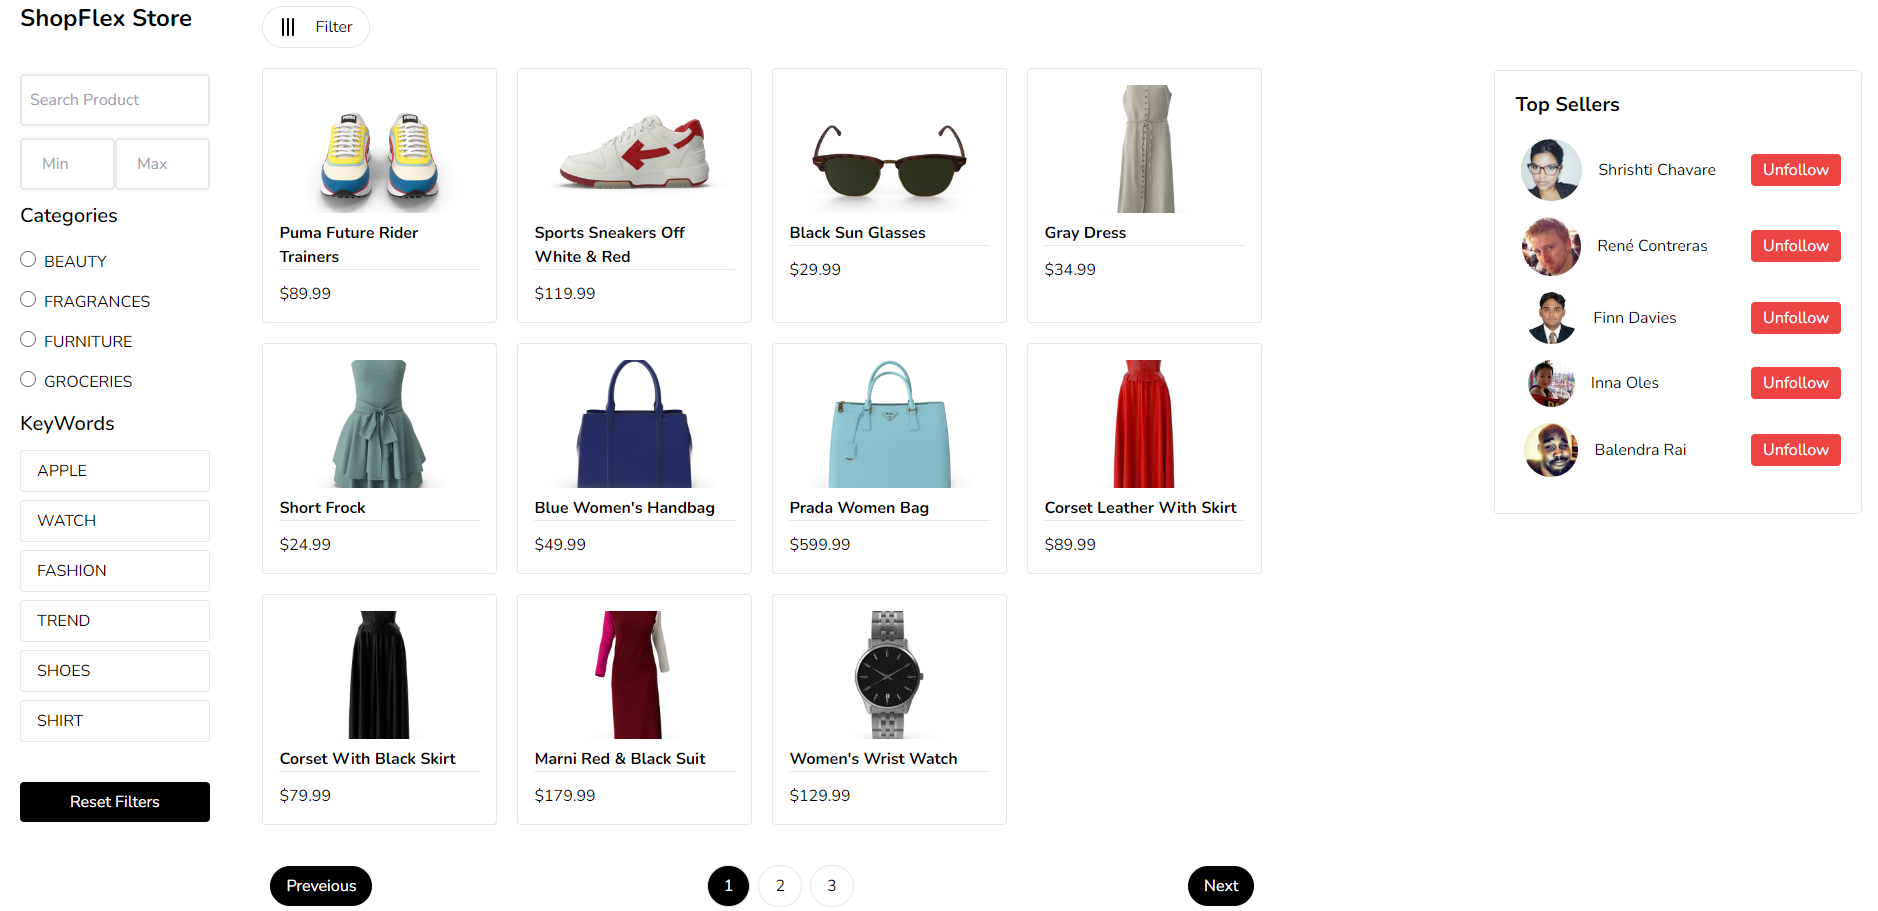 ShopFlex Store
Search Product
Min
Max
Categories
BEAUTY
FRAGRANCES
FURNITURE
GROCERIES
KeyWords
APPLE
WATCH
FASHION
TREND
SHOES
SHIRT
Reset Filters
Filter
Puma Future Rider
Trainers
$89.99
Sports Sneakers Off
White & Red
$119.99
Black Sun Glasses
$29.99
Gray Dress
$34.99
Short Frock
$24.99
Blue Women's Handbag
$49.99
Prada Women Bag
$599.99
Corset Leather With Skirt
$89.99
Corset With Black Skirt
$79.99
Marni Red & Black Suit
$179.99
Women's Wrist Watch
$129.99
Preveious
1
2
3
Next
Top Sellers
Shrishti Chavare
Unfollow
René Contreras
Unfollow
Finn Davies
Unfollow
Inna Oles
Unfollow
Balendra Rai
Unfollow